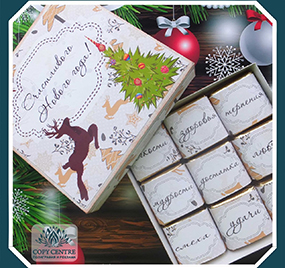 Счастливого
Нового года!
здоровья
терпения
мудрости
достатка
смеха
удачи
COPY CENTRE